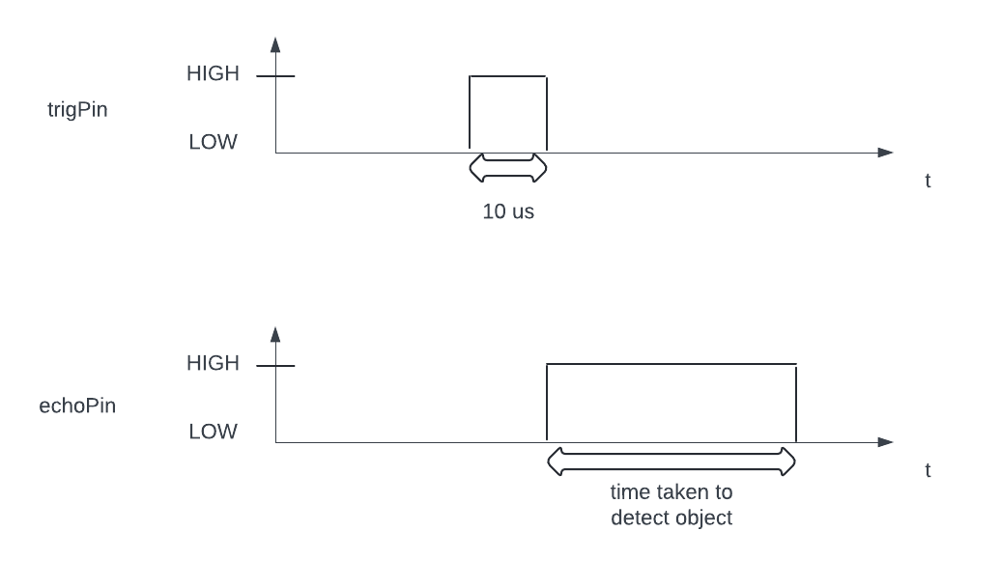 HIGH
trigPin
LOW
t
10 us
HIGH
echoPin
LOW
t
time taken to
detect object